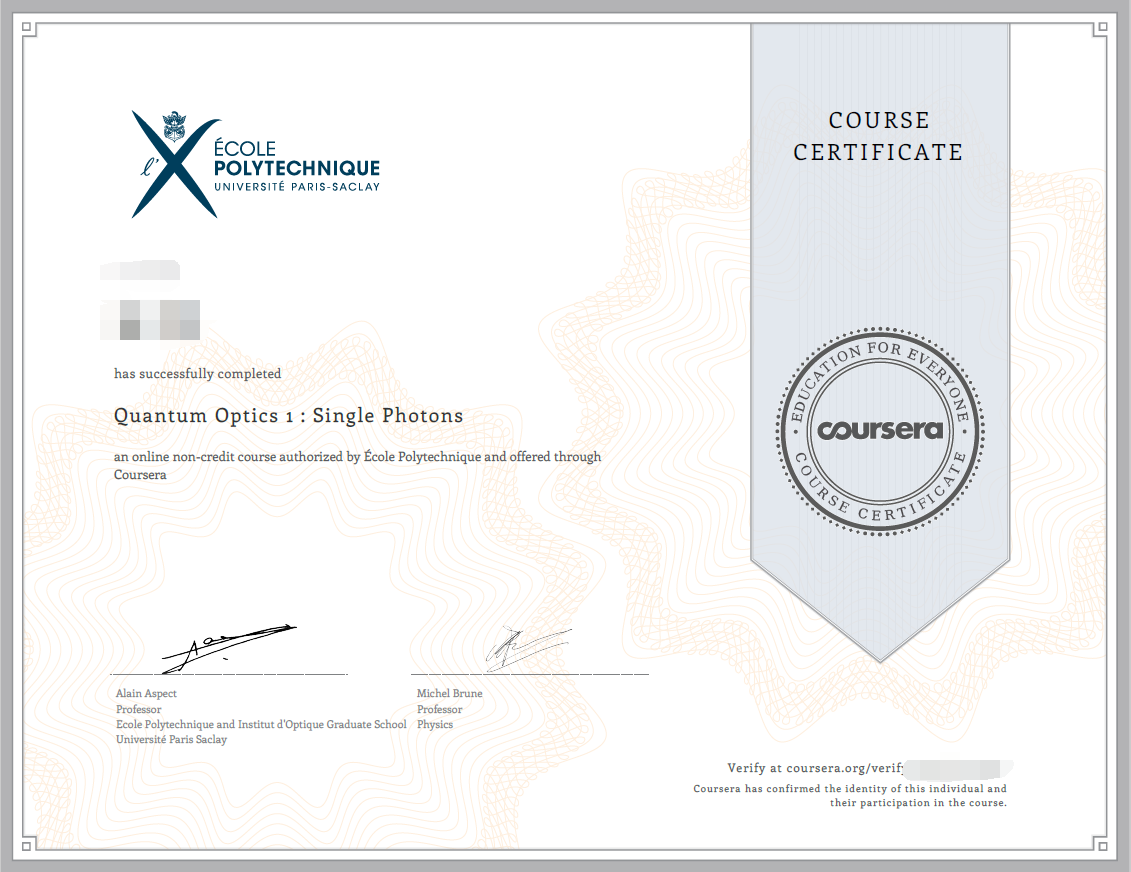 COURSE
CERTIFICATE
l'X
ÉCOLE
POLYTECHNIQUE
UNIVERSITÉ PARIS-SACLAY
has successfully completed
Quantum Optics 1 : Single Photons
an online non-credit course authorized by École Polytechnique and offered through
Coursera
EDUCATION FOR EVERYONE
coursera
COURSE CERTIFICATE
Alain Aspect
Professor
Ecole Polytechnique and Institut d'Optique Graduate School
Université Paris Saclay
Michel Brune
Professor
Physics
Verify at coursera.org/verify
Coursera has confirmed the identity of this individual and
their participation in the course.